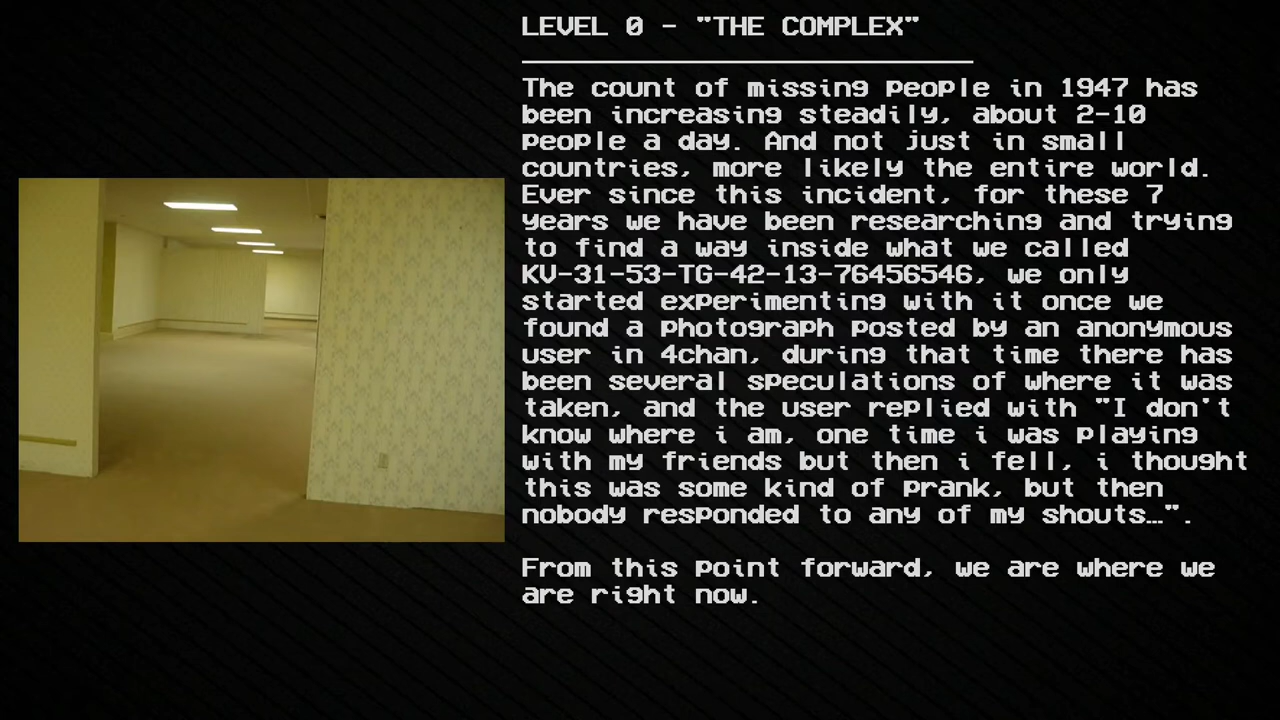 LEVEL 0 - "THE COMPLEX"
The count of missing people in 1947 has
been increasing steadily, about 2-10
people a day. And not just in small
countries, more likely the entire world.
Ever since this incident, for these 7
years we have been researching and trying
to find a way inside what we called
KV-31-53-TG-42-13-76456546, we only
started experimenting with it once we
found a photograph posted by an anonymous
user in 4chan, during that time there has
been several speculations of where it was
taken, and the user replied with "I don't
know where i am, one time i was playing
with my friends but then i fell, i thought
this was some kind of prank, but then
nobody responded to any of my shouts…".
From this point forward, we are where we
are right now.